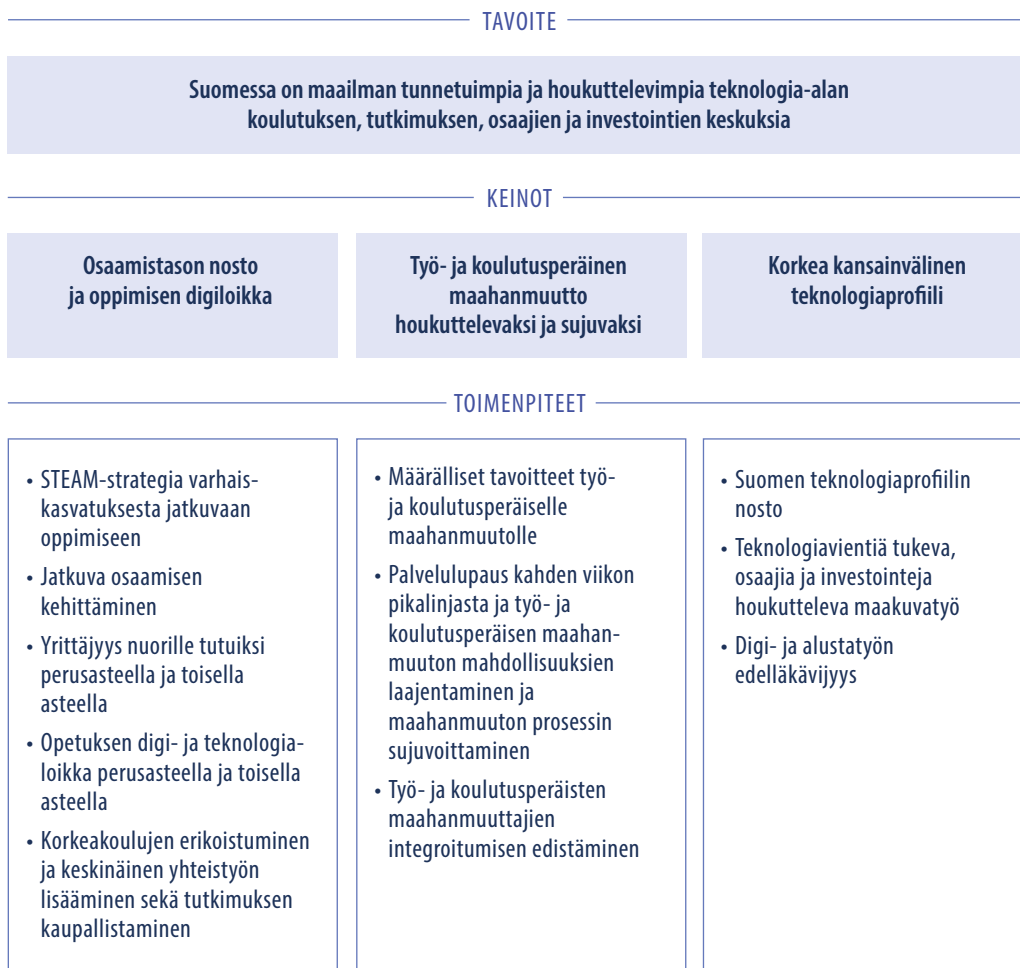 TAVOITE
Suomessa on maailman tunnetuimpia ja houkuttelevimpia teknologia-alan
koulutuksen, tutkimuksen, osaajien ja investointien keskuksia
KEINOT
Osaamistason nosto
ja oppimisen digiloikka
Työ- ja koulutusperäinen
maahanmuutto
houkuttelevaksi ja sujuvaksi
Korkea kansainvälinen
teknologiaprofiili
TOIMENPITEET
• STEAM-strategia varhais-
kasvatuksesta jatkuvaan
oppimiseen
• Jatkuva osaamisen
kehittäminen
• Yrittäjyys nuorille tutuiksi
perusasteella ja toisella
asteella
• Opetuksen digi- ja teknologia-
loikka perusasteella ja toisella
asteella
• Korkeakoulujen erikoistuminen
ja keskinäinen yhteistyön
lisääminen sekä tutkimuksen
kaupallistaminen
• Määrälliset tavoitteet työ-
ja koulutusperäiselle
maahanmuutolle
• Palvelulupaus kahden viikon
pikalinjasta ja työ- ja
koulutusperäisen maahan-
muuton mahdollisuuksien
laajentaminen ja
maahanmuuton prosessin
sujuvoittaminen
• Työ- ja koulutusperäisten
maahanmuuttajien
integroitumisen edistäminen
• Suomen teknologiaprofiilin
nosto
• Teknologiavientiä tukeva,
osaajia ja investointeja
houkutteleva maakuvatyö
• Digi- ja alustatyön
edelläkävijyys